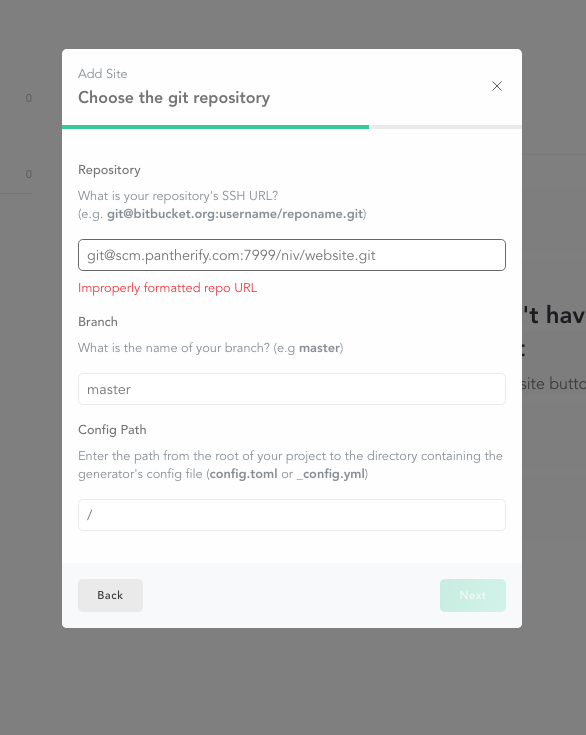 Add Site
Choose the git repository
0
0
Repository
What is your repository's SSH URL?
(e.g. git@bitbucket.org:username/reponame.git)
git@scm.pantherify.com:7999/niv/website.git
Improperly formatted repo URL
Branch
What is the name of your branch? (e.g master)
master
Config Path
Enter the path from the root of your project to the directory containing the
generator's config file (config.toml or _config.yml)
/
Back
Next
't hav
site butto